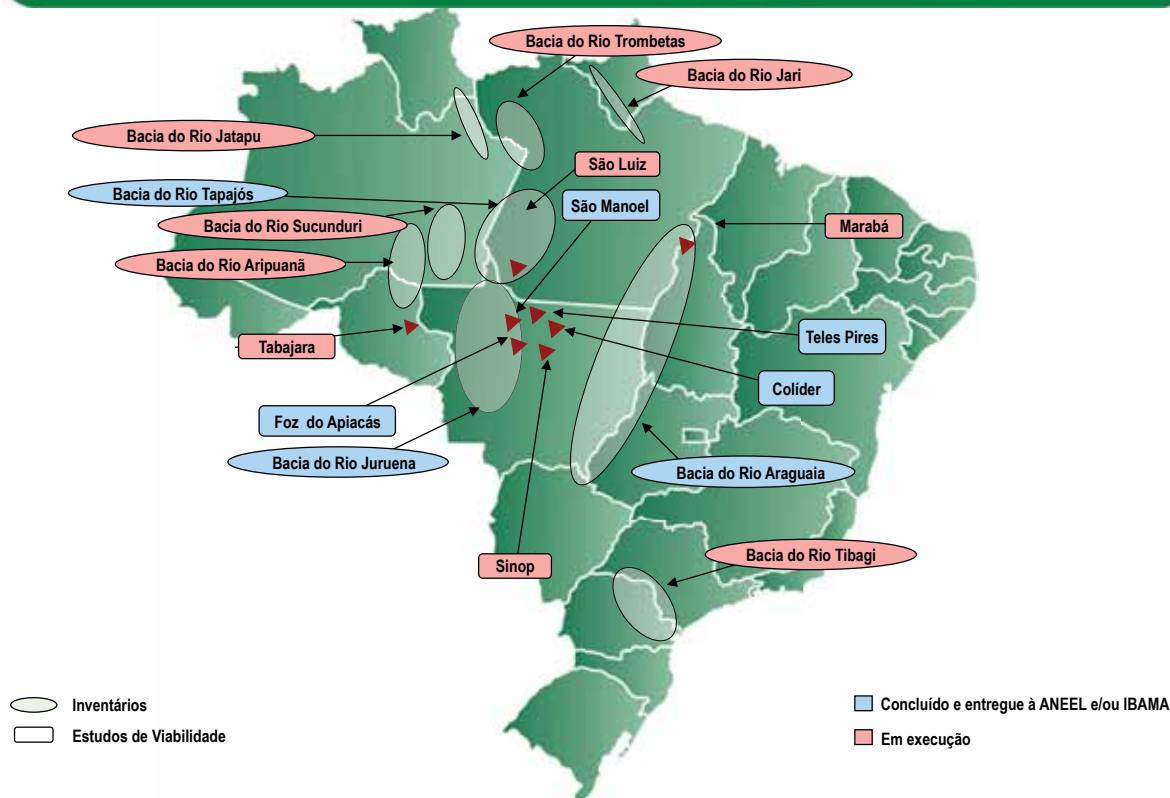 Bacia do Rio Trombetas
Bacia do Rio Jari
Bacia do Rio Jatapu
São Luiz
Bacia do Rio Tapajós
São Manoel
Bacia do Rio Sucunduri
Marabá
Bacia do Rio Aripuanã
Tabajara
Teles Pires
Colíder
Foz do Apiacás
Bacia do Rio Juruena
Bacia do Rio Araguaia
Sinop
Bacia do Rio Tibagi
Inventários
Estudos de Viabilidade
Concluído e entregue à ANEEL e/ou IBAMA
Em execução